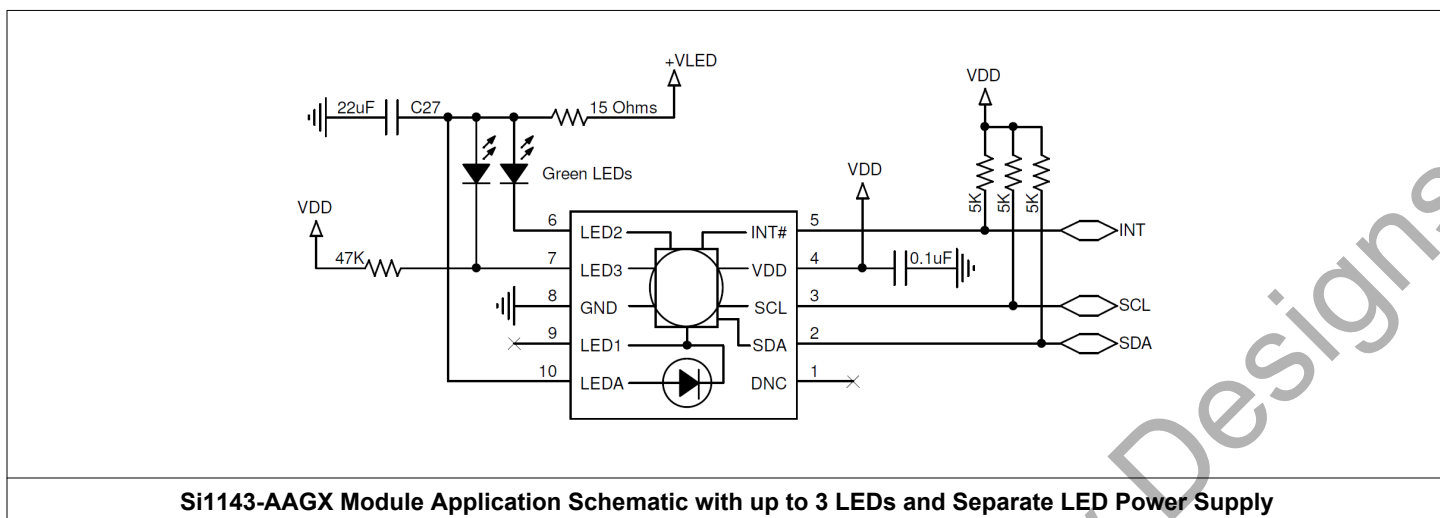 +VLED
22uF C27 15 Ohms
VDD
Green LEDs
VDD
VDD
5K 5K 5K
47K
6 LED2
7 LED3
8 GND
9 LED1
10 LEDA
INT# 5
VDD 4
SCL 3
SDA 2
DNC 1
0.1uF
INT
SCL
SDA
Designs
Si1143-AAGX Module Application Schematic with up to 3 LEDs and Separate LED Power Supply